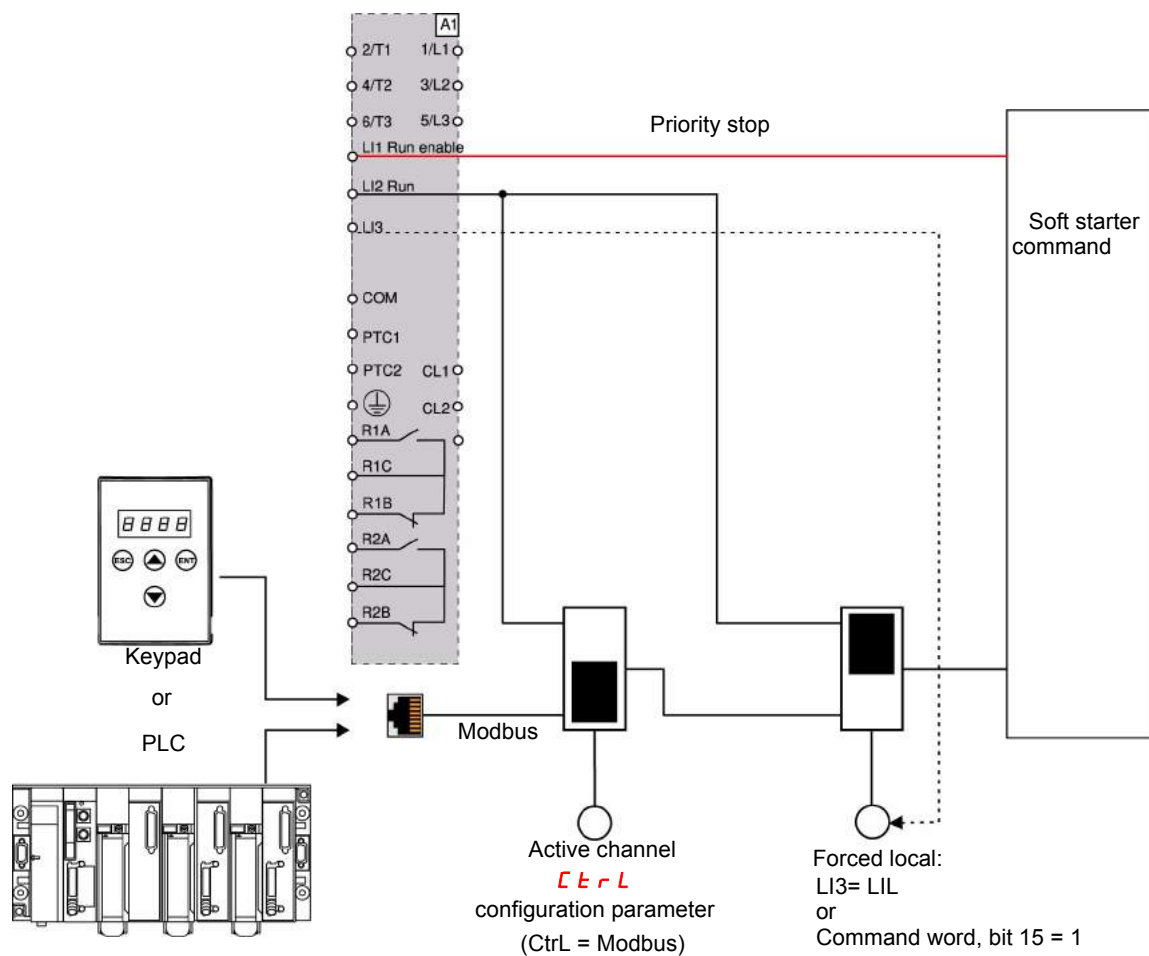 A1
2/T1 1/L1
4/T2 3/L2
6/T3 5/L3
LI1 Run enable
Priority stop
LI2 Run
LI3
Soft starter
command
COM
PTC1
PTC2 CL1
CL2
R1A
R1C
R1B
R2A
R2C
R2B
8888
ESC ENT
Keypad
or
PLC
Modbus
Active channel
CtrL
configuration parameter
(CtrL = Modbus)
Forced local:
LI3= LIL
or
Command word, bit 15 = 1